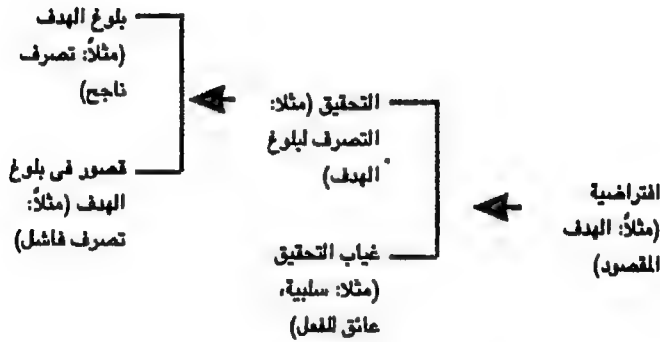 افتراضية
(مثلاً: الهدف
المقصود)
التحقيق (مثلا:
التصرف لبلوغ
الهدف)
غياب التحقيق
(مثلا: سلبية،
عائق للفعل)
بلوغ الهدف
(مثلاً: تصرف
ناجح)
قصور فى بلوغ
الهدف (مثلاً:
تصرف فاشل)